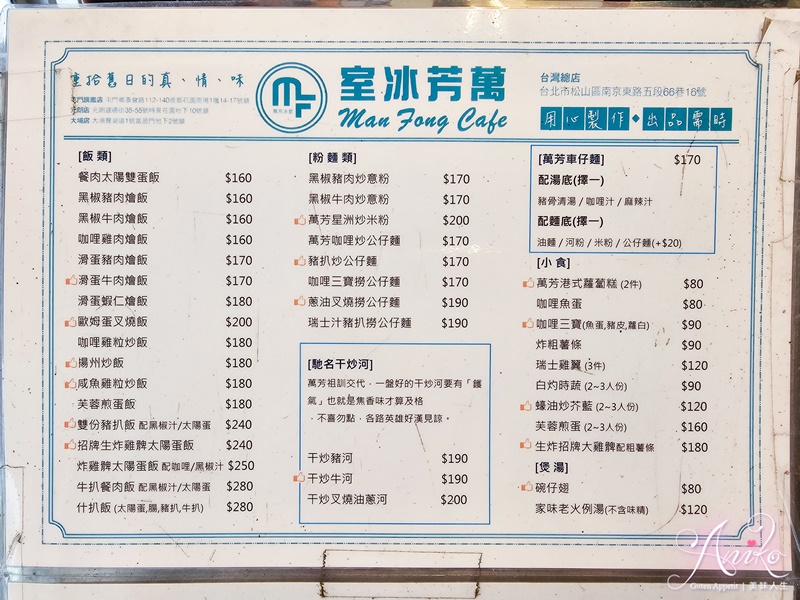 重拾舊日的真、情、味
MF
萬芳冰室
室冰芳萬
Man Fong Cafe
台灣總店
台北市松山區南京東路五段66巷16號
用心製作◆出品需時
[飯 類]
餐肉太陽雙蛋飯 $160
黑椒豬肉燴飯 $160
黑椒牛肉燴飯 $160
咖哩雞肉燴飯 $160
滑蛋豬肉燴飯 $170
滑蛋牛肉燴飯 $170
滑蛋蝦仁燴飯 $180
歐姆蛋叉燒飯 $200
咖哩雞粒炒飯 $180
揚州炒飯 $180
咸魚雞粒炒飯 $180
芙蓉煎蛋飯 $180
雙份豬扒飯 配黑椒汁/太陽蛋 $240
招牌生炸雞髀太陽蛋飯 $240
炸雞髀太陽蛋飯 配咖哩/黑椒汁 $250
牛扒餐肉飯 配黑椒汁/太陽蛋 $280
什扒飯 (太陽蛋,腸,豬扒,牛扒) $280
[粉 麵 類]
黑椒豬肉炒意粉 $170
黑椒牛肉炒意粉 $170
萬芳星洲炒米粉 $200
萬芳咖哩炒公仔麵 $170
豬扒炒公仔麵 $170
咖哩三寶撈公仔麵 $170
蔥油叉燒撈公仔麵 $190
瑞士汁豬扒撈公仔麵 $190
[馳名干炒河]
萬芳祖訓交代，一盤好的干炒河要有「鑊
氣」也就是焦香味才算及格
，不喜勿點，各路英雄好漢見諒。
干炒豬河 $190
干炒牛河 $190
干炒叉燒油蔥河 $200
[萬芳車仔麵] $170
配湯底(擇一)
豬骨清湯 / 咖哩汁 / 麻辣汁
配麵底(擇一)
油麵 / 河粉 / 米粉 / 公仔麵(+$20)
[小 食]
萬芳港式蘿蔔糕 (2件) $80
咖哩魚蛋 $80
咖哩三寶(魚蛋,豬皮,蘿白) $90
炸粗薯條 $90
瑞士雞翼 (3件) $120
白灼時蔬 (2~3人份) $90
蠔油炒芥藍 (2~3人份) $120
芙蓉煎蛋 (2~3人份) $160
生炸招牌大雞髀配粗薯條 $180
[煲 湯]
碗仔翅 $80
家味老火例湯(不含味精) $120
Aniko
Onion Appetit | 美味人生